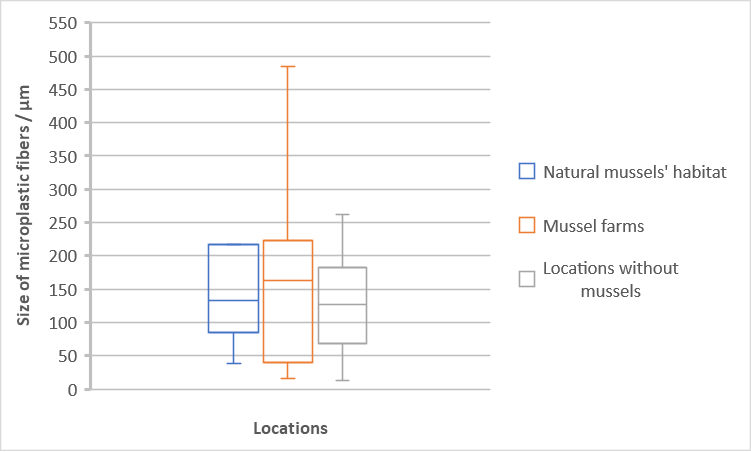 550
500
450
400
350
300
250
200
150
100
50
0
Size of microplastic fibers / µm
Locations
Natural mussels' habitat
Mussel farms
Locations without
mussels